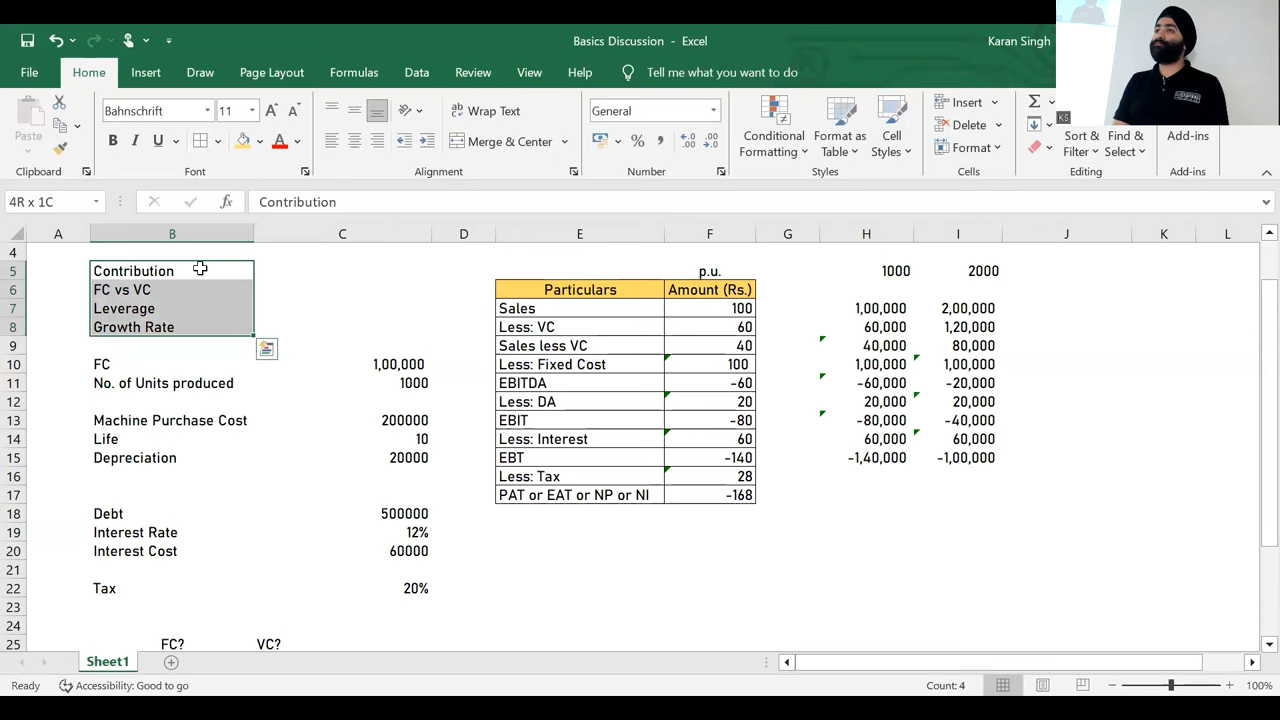 Basics Discussion - Excel
Karan Singh
File Home Insert Draw Page Layout Formulas Data Review View Help Tell me what you want to do
Paste
Clipboard
Bahnschrift 11
B I U
Font
Wrap Text
Merge & Center
Alignment
General
Number
Conditional Formatting
Format as Table
Cell Styles
Styles
Insert
Delete
Format
Cells
Sort & Filter
Find & Select
Editing
Add-ins
Add-ins
KS
4R x 1C fx Contribution
A B C D E F G H I J K L
4
5 Contribution p.u. 1000 2000
6 FC vs VC Particulars Amount (Rs.)
7 Leverage Sales 100 1,00,000 2,00,000
8 Growth Rate Less: VC 60 60,000 1,20,000
9 Sales less VC 40 40,000 80,000
10 FC 1,00,000 Less: Fixed Cost 100 1,00,000 1,00,000
11 No. of Units produced 1000 EBITDA -60 -60,000 -20,000
12 Less: DA 20 20,000 20,000
13 Machine Purchase Cost 200000 EBIT -80 -80,000 -40,000
14 Life 10 Less: Interest 60 60,000 60,000
15 Depreciation 20000 EBT -140 -1,40,000 -1,00,000
16 Less: Tax 28
17 PAT or EAT or NP or NI -168
18 Debt 500000
19 Interest Rate 12%
20 Interest Cost 60000
21
22 Tax 20%
23
24
25 FC? VC?
Sheet1
Ready Accessibility: Good to go Count: 4 100%